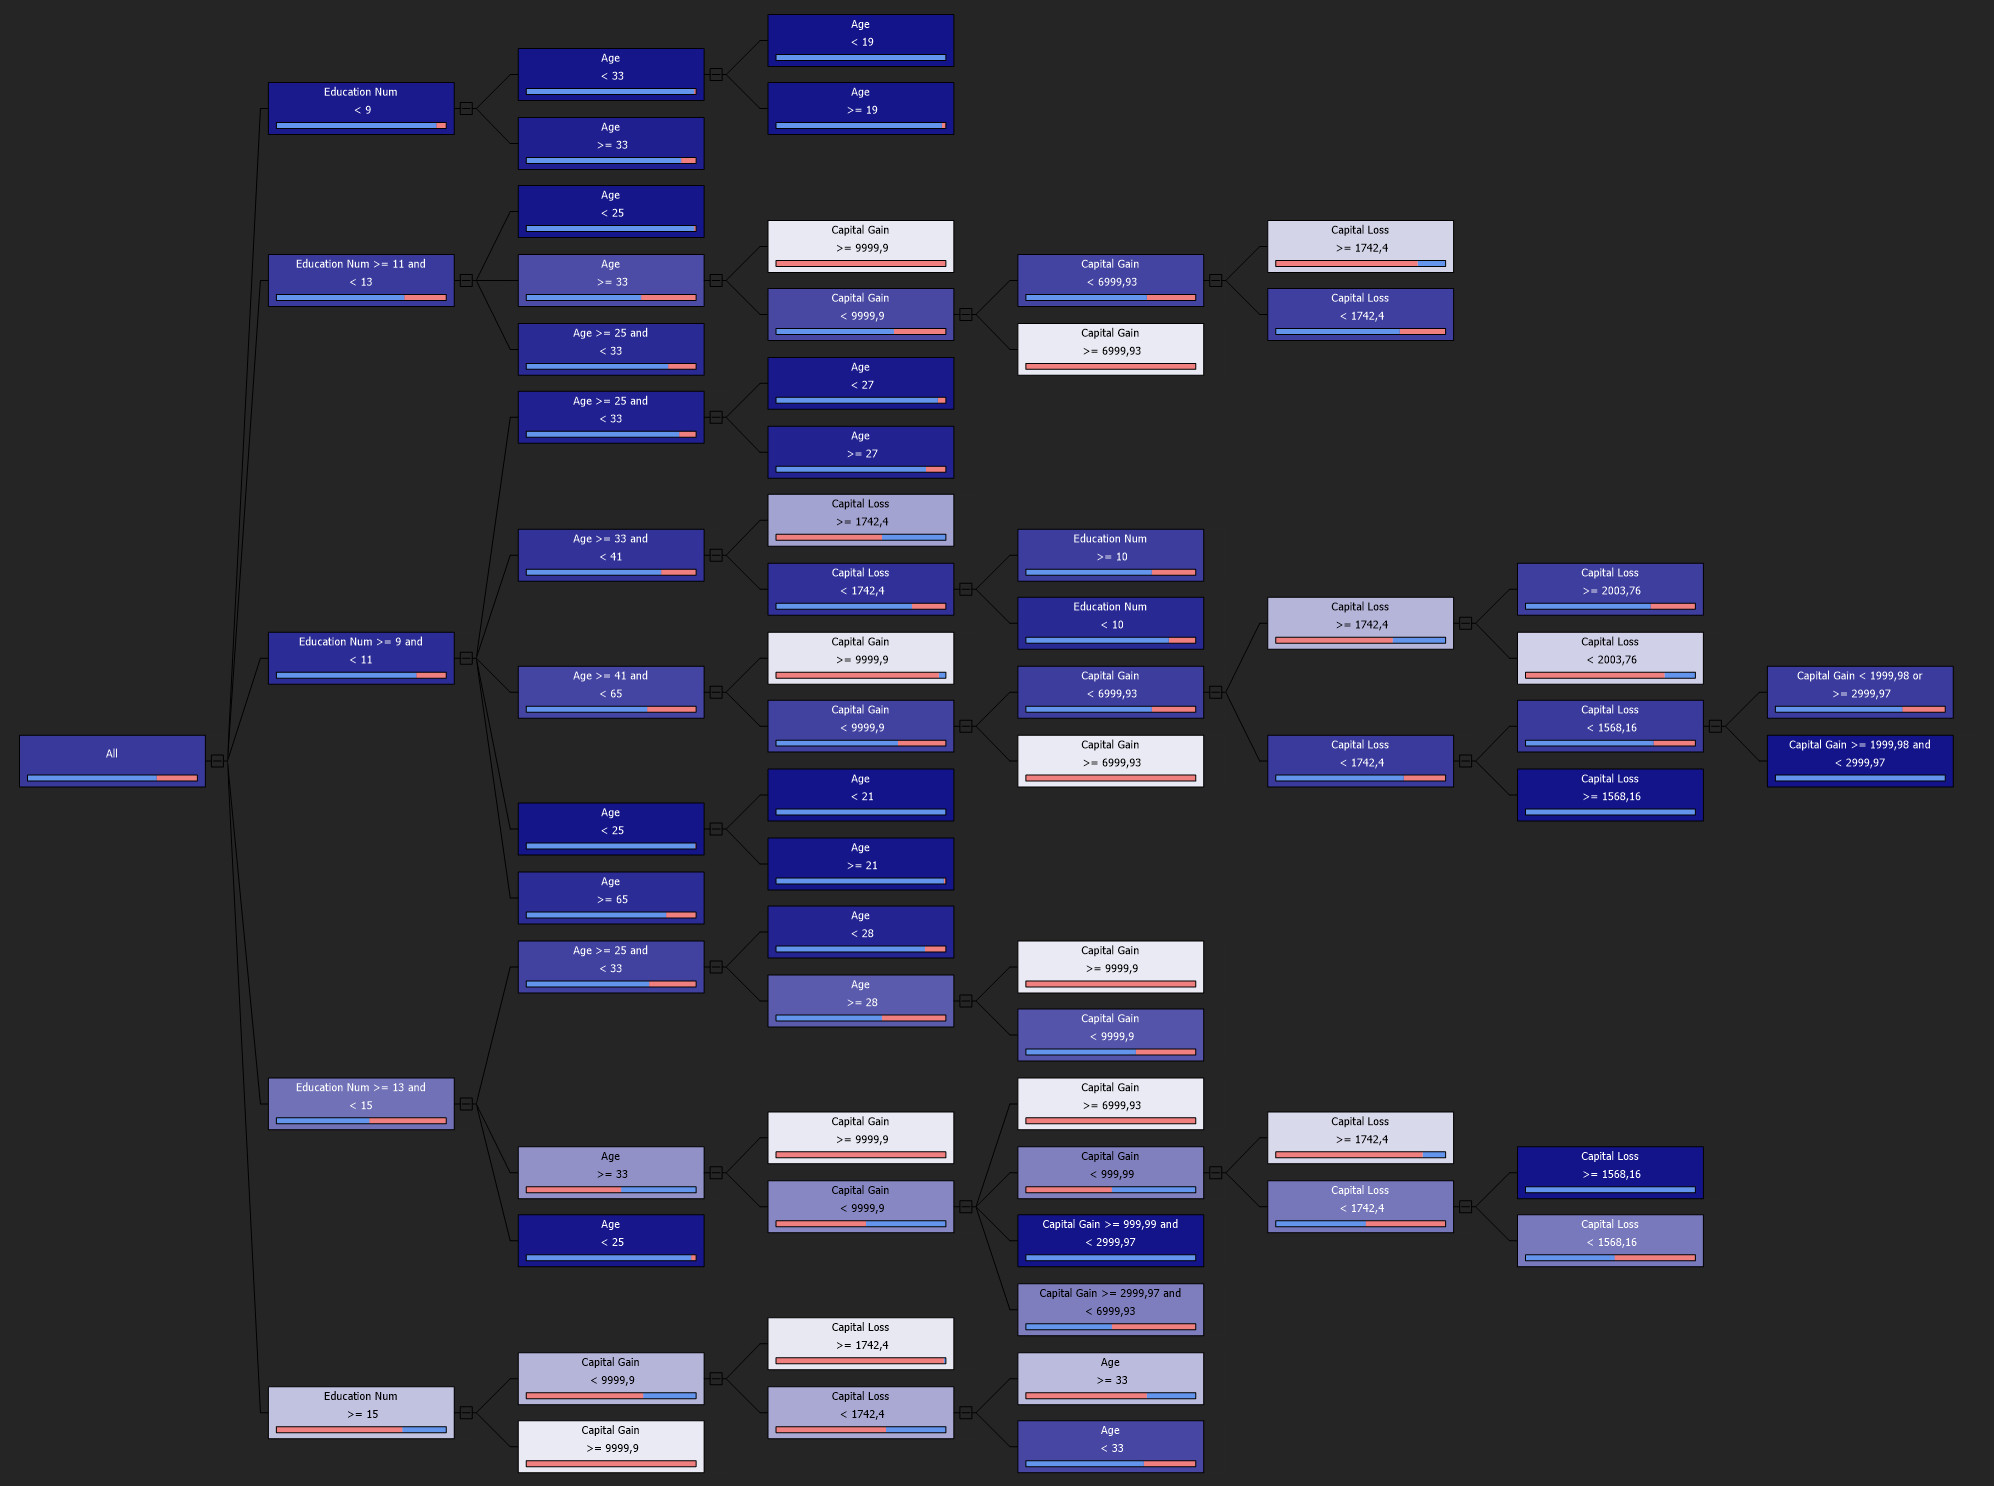 All
Education Num
< 9
Age
< 33
Age
< 19
Age
>= 19
Age
>= 33
Education Num >= 11 and
< 13
Age
< 25
Age
>= 33
Capital Gain
>= 9999,9
Capital Gain
< 9999,9
Capital Gain
< 6999,93
Capital Loss
>= 1742,4
Capital Loss
< 1742,4
Capital Gain
>= 6999,93
Age >= 25 and
< 33
Education Num >= 9 and
< 11
Age >= 25 and
< 33
Age
< 27
Age
>= 27
Age >= 33 and
< 41
Capital Loss
>= 1742,4
Capital Loss
< 1742,4
Education Num
>= 10
Education Num
< 10
Age >= 41 and
< 65
Capital Gain
>= 9999,9
Capital Gain
< 9999,9
Capital Gain
< 6999,93
Capital Loss
>= 1742,4
Capital Loss
>= 2003,76
Capital Loss
< 2003,76
Capital Loss
< 1742,4
Capital Loss
< 1568,16
Capital Gain < 1999,98 or
>= 2999,97
Capital Gain >= 1999,98 and
< 2999,97
Capital Loss
>= 1568,16
Capital Gain
>= 6999,93
Age
< 25
Age
< 21
Age
>= 21
Age
>= 65
Education Num >= 13 and
< 15
Age >= 25 and
< 33
Age
< 28
Age
>= 28
Capital Gain
>= 9999,9
Capital Gain
< 9999,9
Age
>= 33
Capital Gain
>= 9999,9
Capital Gain
< 9999,9
Capital Gain
>= 6999,93
Capital Gain
< 999,99
Capital Loss
>= 1742,4
Capital Loss
< 1742,4
Capital Loss
>= 1568,16
Capital Loss
< 1568,16
Capital Gain >= 999,99 and
< 2999,97
Capital Gain >= 2999,97 and
< 6999,93
Age
< 25
Education Num
>= 15
Capital Gain
< 9999,9
Capital Loss
>= 1742,4
Capital Loss
< 1742,4
Age
>= 33
Age
< 33
Capital Gain
>= 9999,9